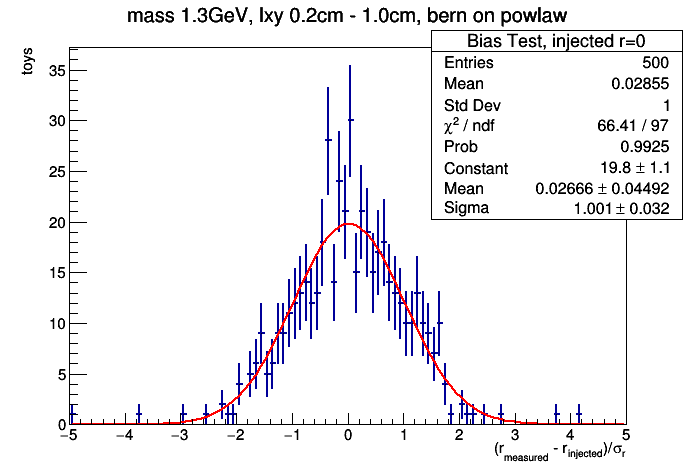 mass 1.3GeV, lxy 0.2cm - 1.0cm, bern on powlaw
toys
Bias Test, injected r=0
Entries 500
Mean 0.02855
Std Dev 1
χ² / ndf 66.41 / 97
Prob 0.9925
Constant 19.8 ± 1.1
Mean 0.02666 ± 0.04492
Sigma 1.001 ± 0.032
35
30
25
20
15
10
5
0
−5 −4 −3 −2 −1 0 1 2 3 4 5
(r_measured - r_injected)/σ_r